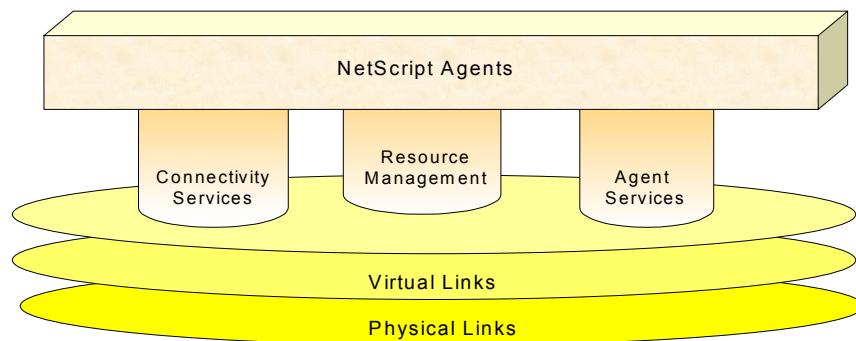 NetScript Agents
Connectivity
Services
Resource
Management
Agent
Services
Virtual Links
Physical Links